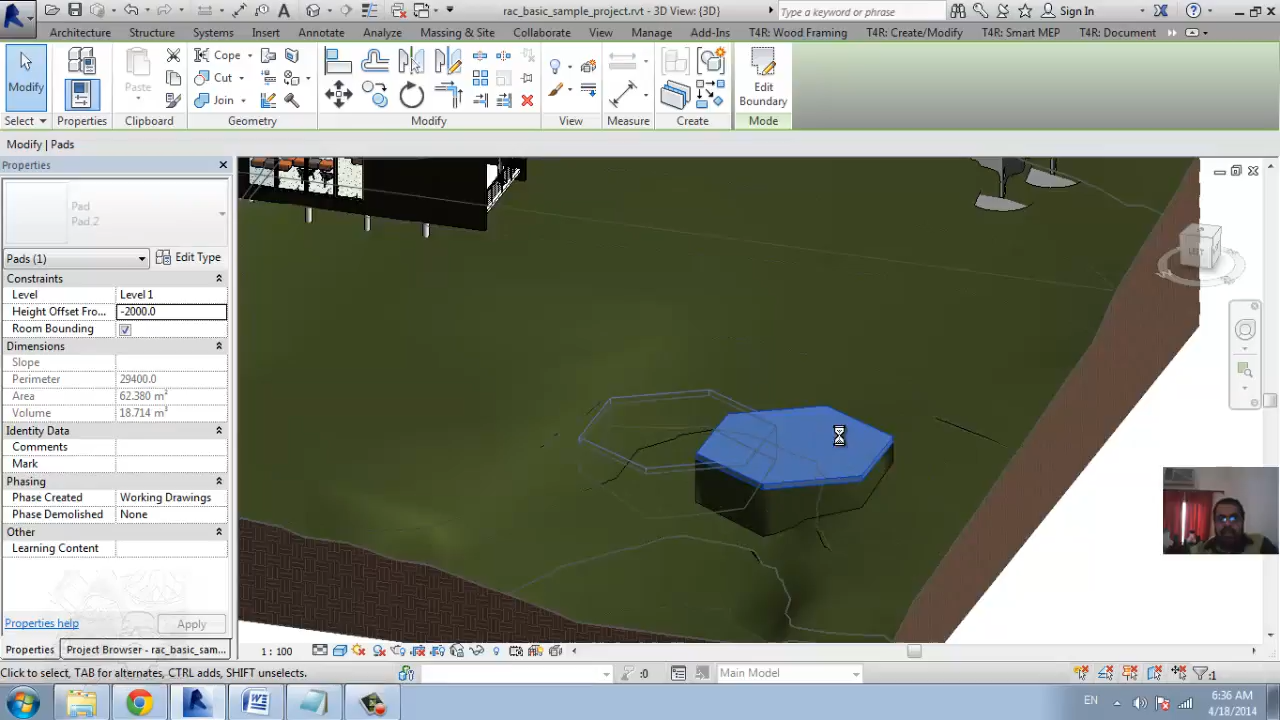 rac_basic_sample_project.rvt - 3D View: {3D}
Type a keyword or phrase
Sign In
Architecture Structure Systems Insert Annotate Analyze Massing & Site Collaborate View Manage Add-Ins T4R: Wood Framing T4R: Create/Modify T4R: Smart MEP T4R: Document
Modify
Paste
Cope
Cut
Join
Edit
Boundary
Select Properties Clipboard Geometry Modify View Measure Create Mode
Modify | Pads
Properties
Pad
Pad 2
Pads (1) Edit Type
Constraints
Level Level 1
Height Offset Fro... -2000.0
Room Bounding
Dimensions
Slope
Perimeter 29400.0
Area 62.380 m²
Volume 18.714 m³
Identity Data
Comments
Mark
Phasing
Phase Created Working Drawings
Phase Demolished None
Other
Learning Content
Properties help Apply
Properties Project Browser - rac_basic_sam...
1 : 100
Click to select, TAB for alternates, CTRL adds, SHIFT unselects.
:0
Main Model
:1
EN
6:36 AM
4/18/2014